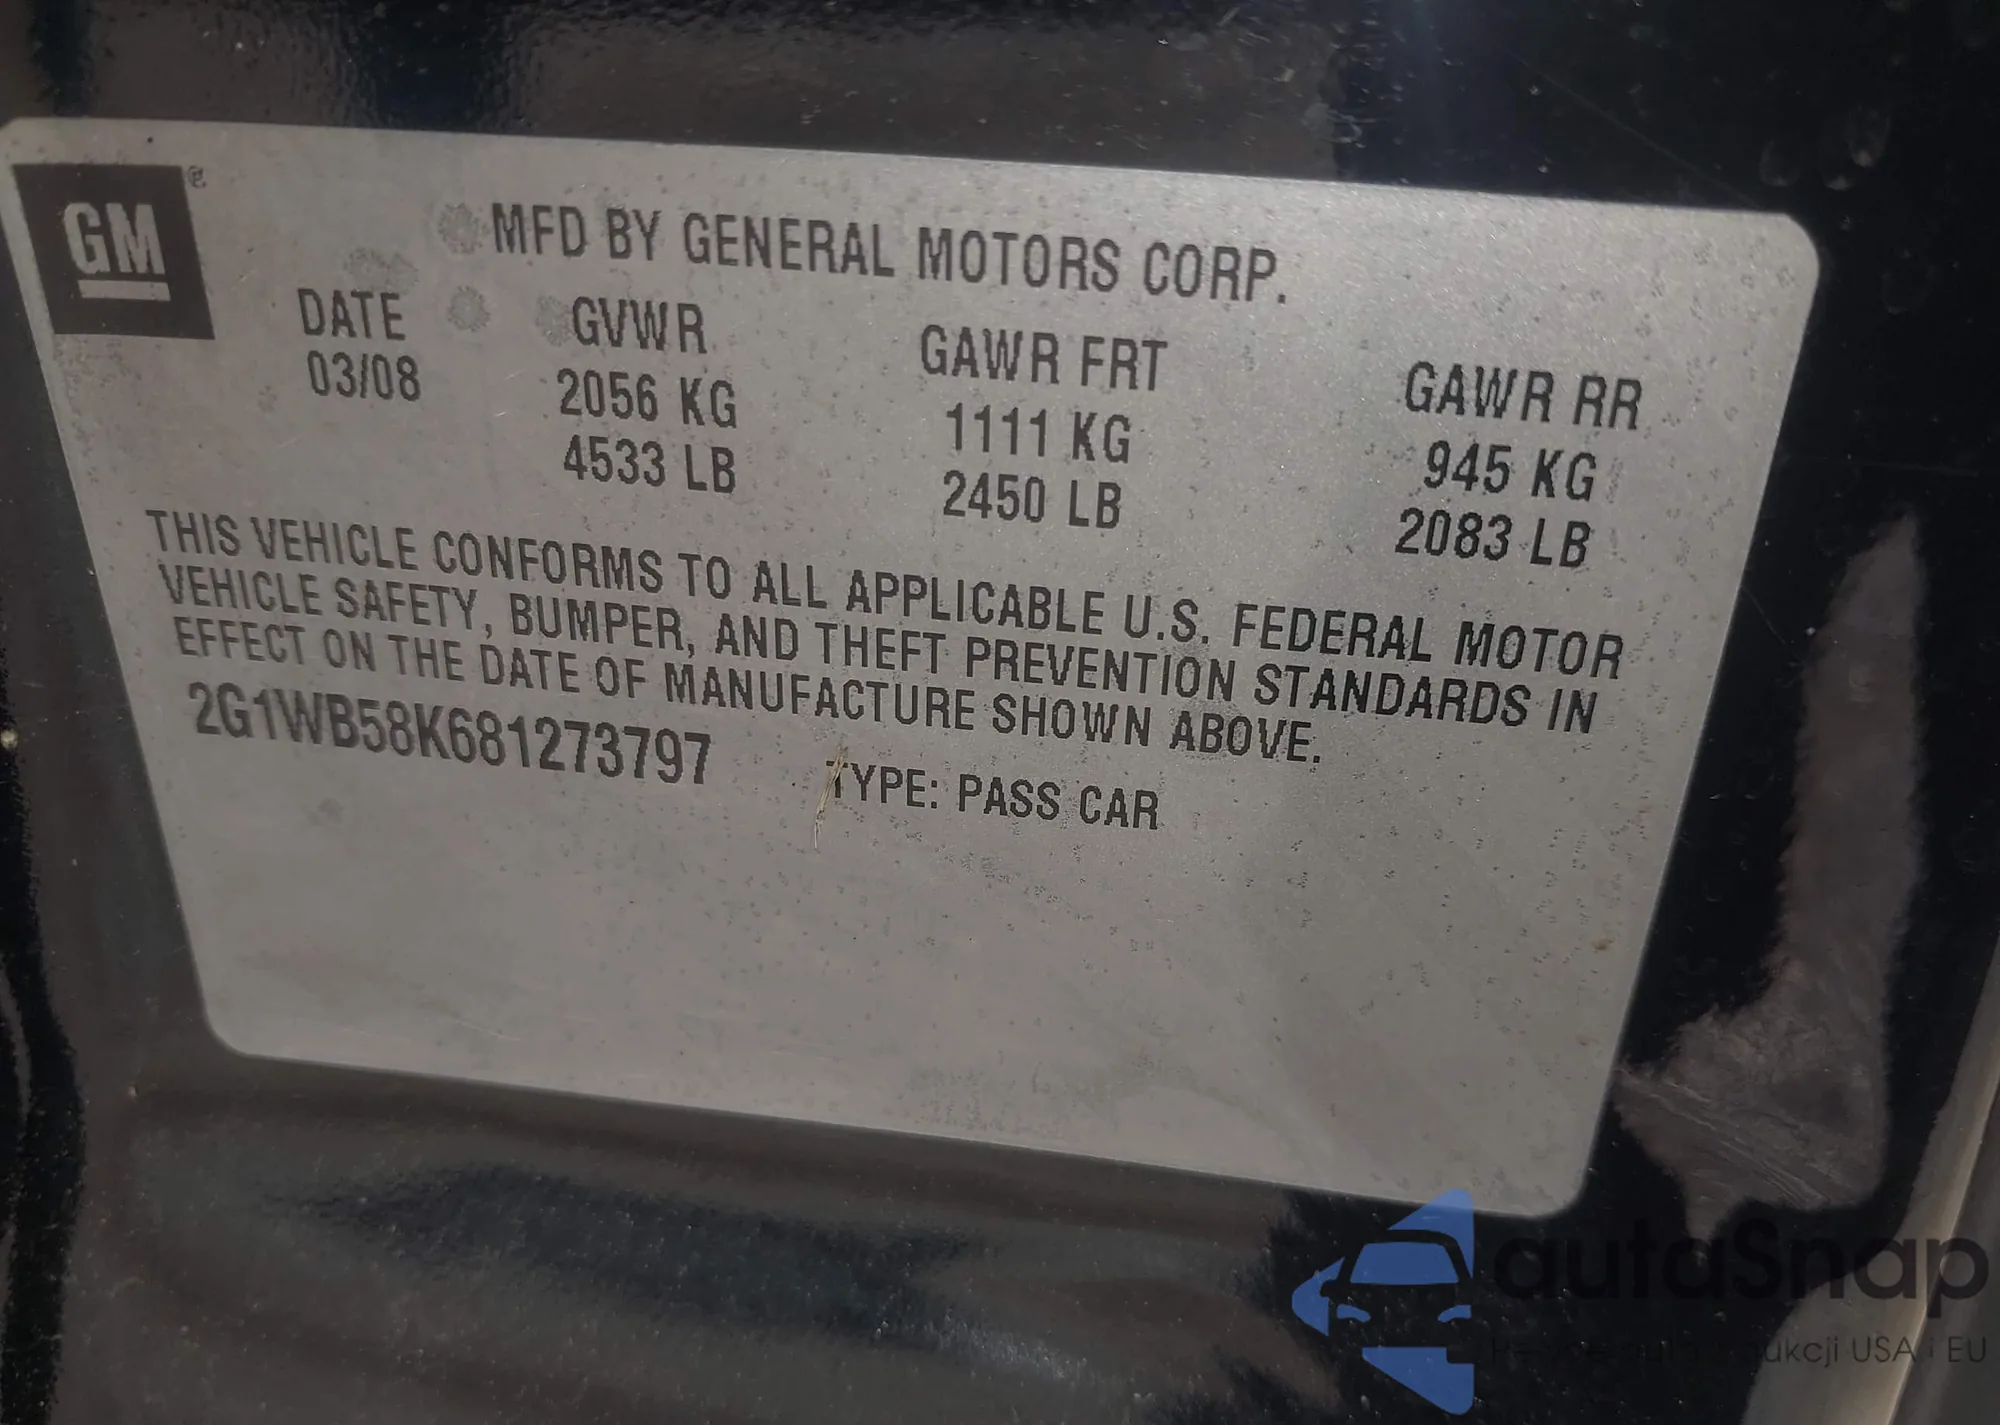 GM®
MFD BY GENERAL MOTORS CORP.
DATE GVWR GAWR FRT GAWR RR
03/08 2056 KG 1111 KG 945 KG
4533 LB 2450 LB 2083 LB
THIS VEHICLE CONFORMS TO ALL APPLICABLE U.S. FEDERAL MOTOR
VEHICLE SAFETY, BUMPER, AND THEFT PREVENTION STANDARDS IN
EFFECT ON THE DATE OF MANUFACTURE SHOWN ABOVE.
2G1WB58K681273797 TYPE: PASS CAR
autaSnap
USA i EU